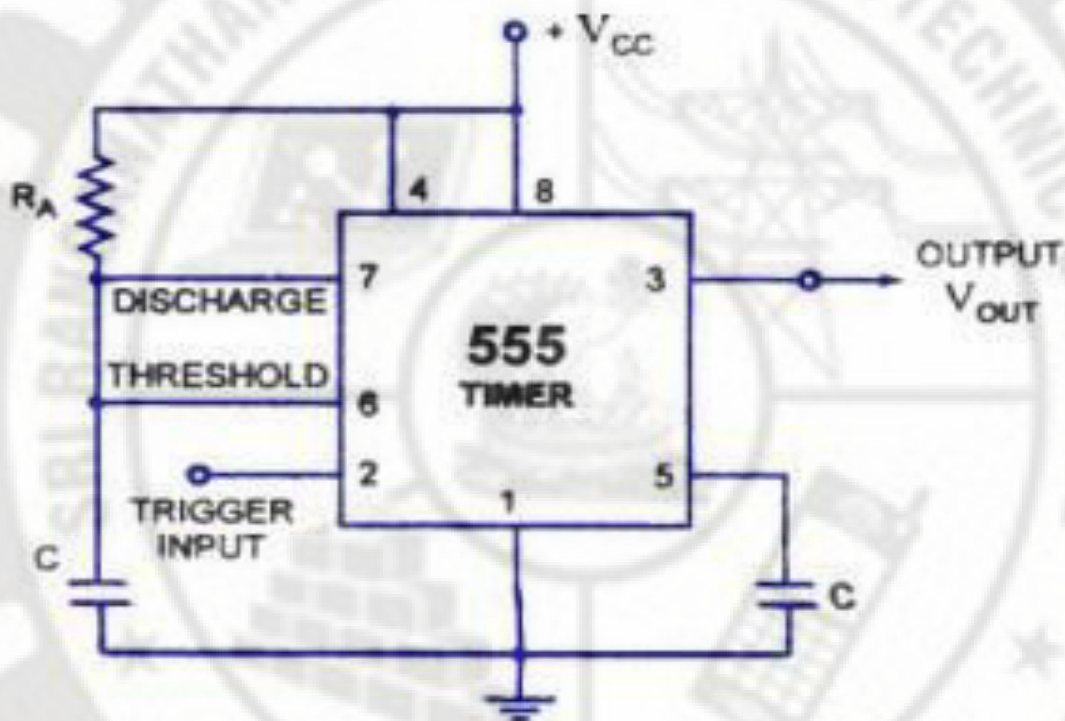 + V_CC
R_A
4
8
DISCHARGE
7
3
OUTPUT
V_OUT
555
TIMER
THRESHOLD
6
2
5
TRIGGER
INPUT
1
C
C